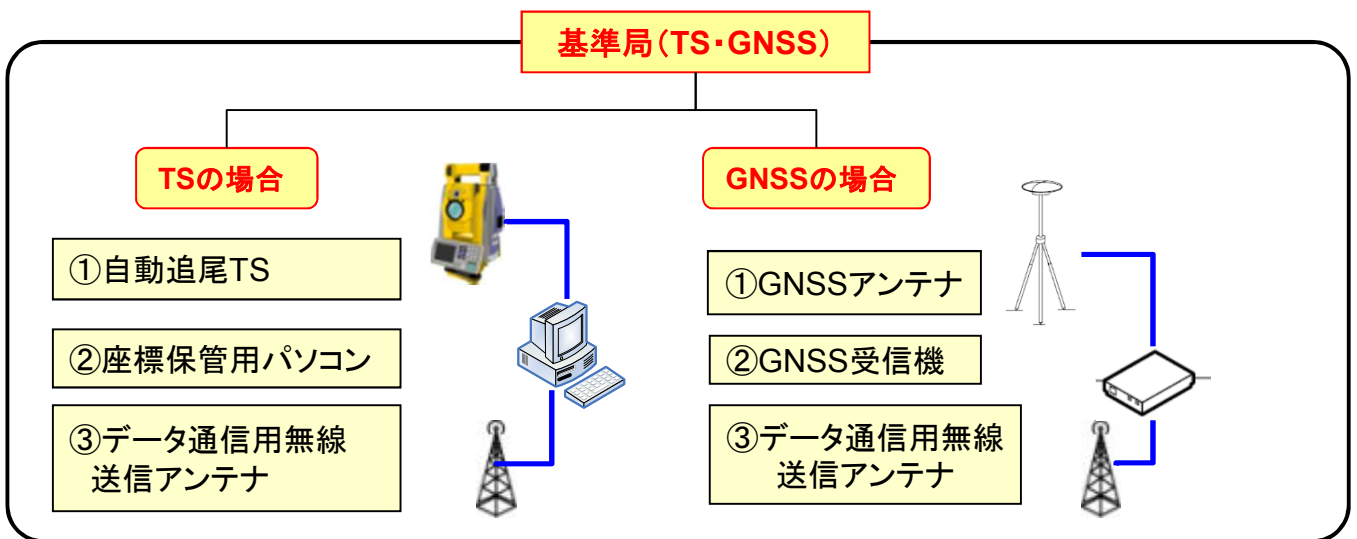 基準局(TS・GNSS)
TSの場合
①自動追尾TS
②座標保管用パソコン
③データ通信用無線
送信アンテナ
GNSSの場合
①GNSSアンテナ
②GNSS受信機
③データ通信用無線
送信アンテナ